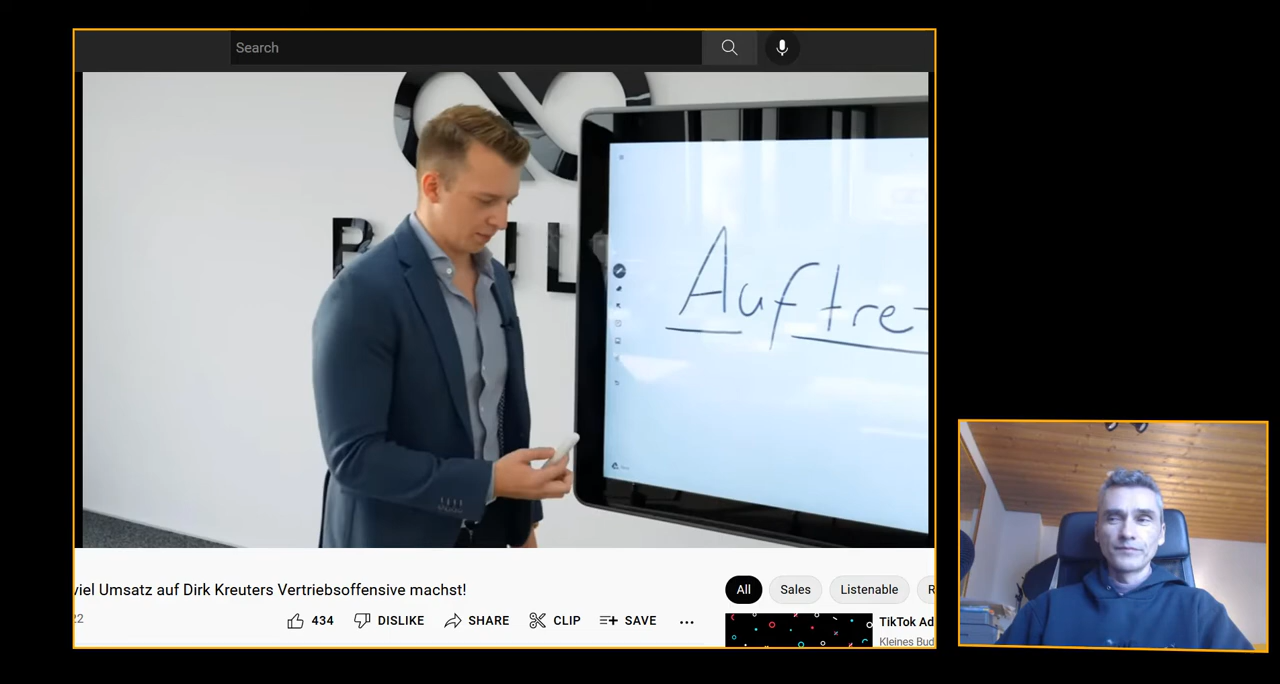 Search
Auftre
viel Umsatz auf Dirk Kreuters Vertriebsoffensive machst!
22
434
DISLIKE
SHARE
CLIP
SAVE
All
Sales
Listenable
R
TikTok Ad
Kleines Bud